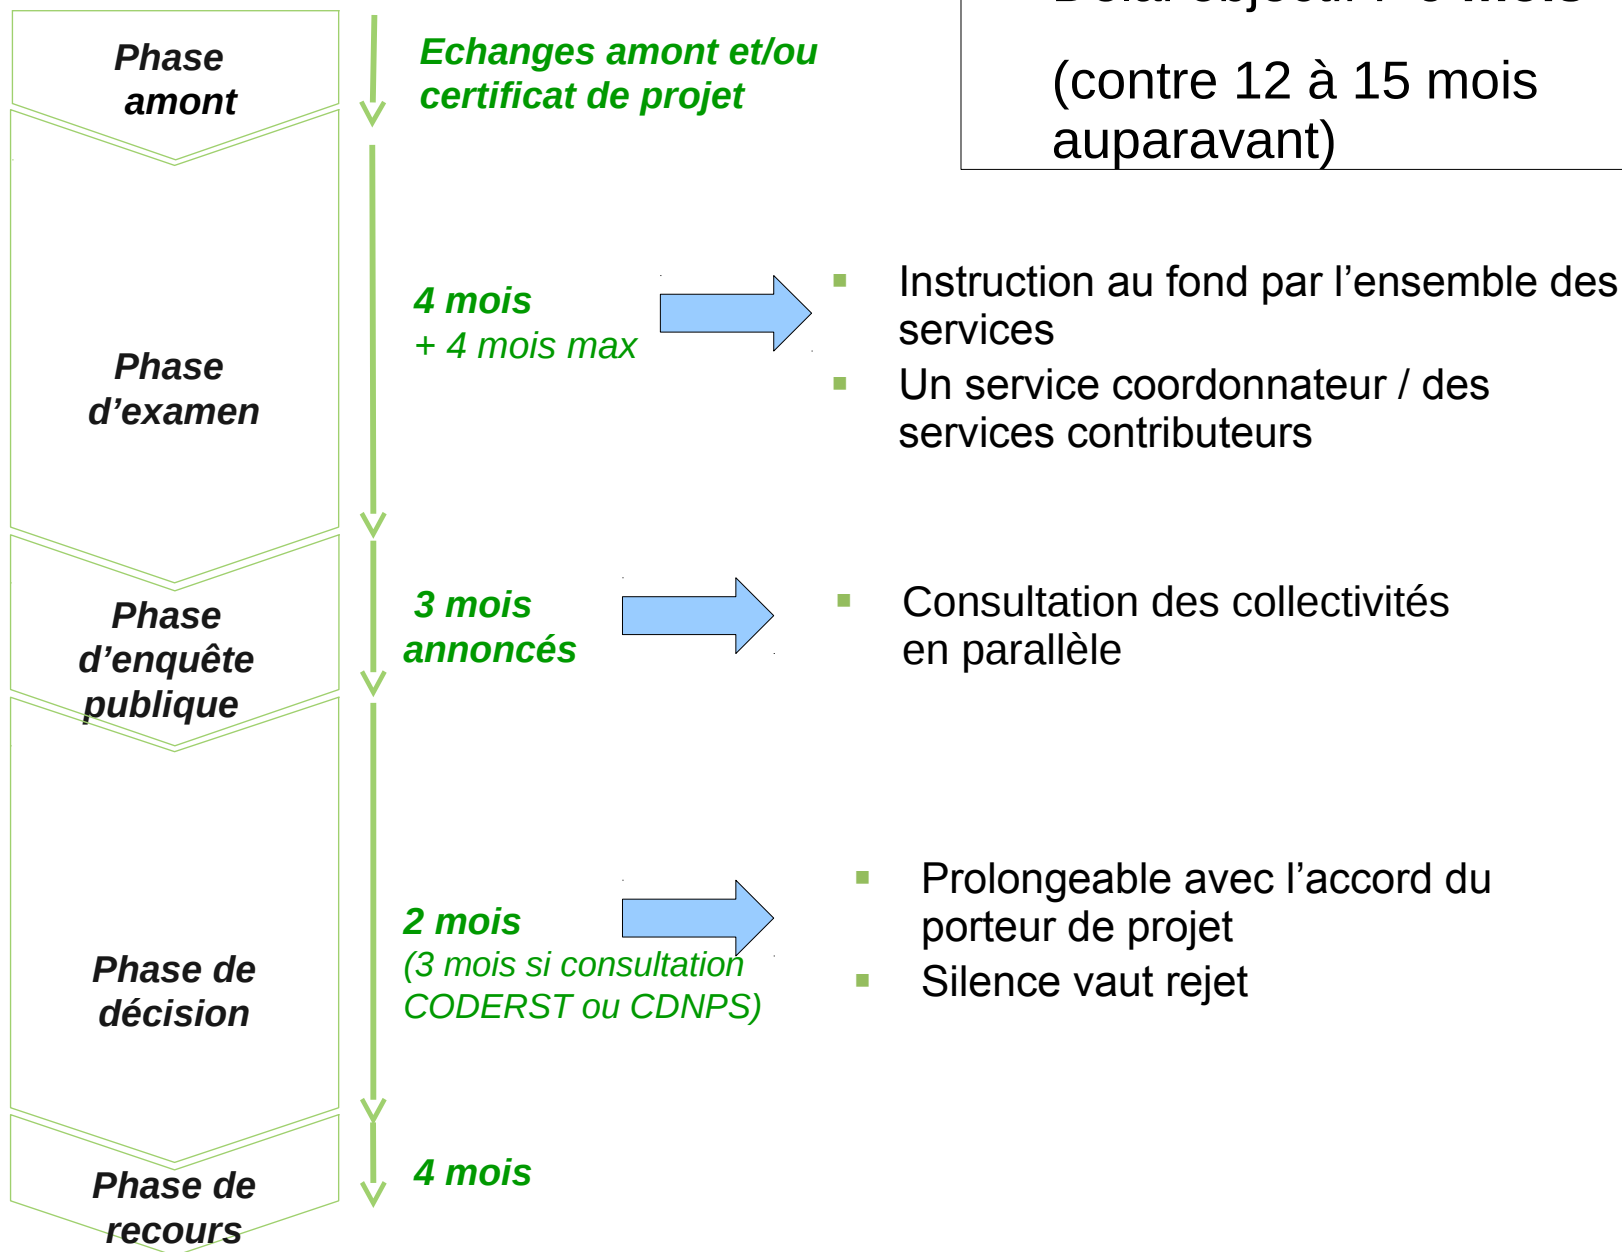 (contre 12 à 15 mois
auparavant)
Phase
amont
Echanges amont et/ou
certificat de projet
Phase
d’examen
4 mois
+ 4 mois max
Instruction au fond par l’ensemble des
services
Un service coordonnateur / des
services contributeurs
Phase
d’enquête
publique
3 mois
annoncés
Consultation des collectivités
en parallèle
Phase de
décision
2 mois
(3 mois si consultation
CODERST ou CDNPS)
Prolongeable avec l’accord du
porteur de projet
Silence vaut rejet
Phase de
recours
4 mois